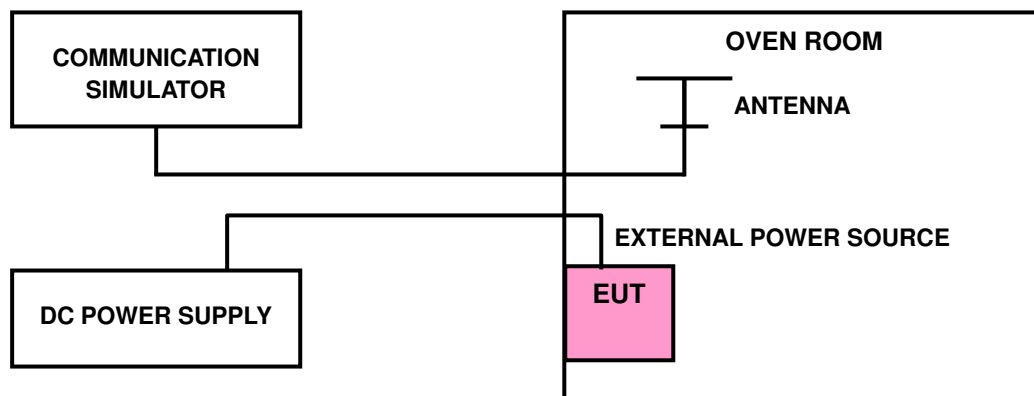 COMMUNICATION
SIMULATOR
OVEN ROOM
ANTENNA
EXTERNAL POWER SOURCE
DC POWER SUPPLY
EUT